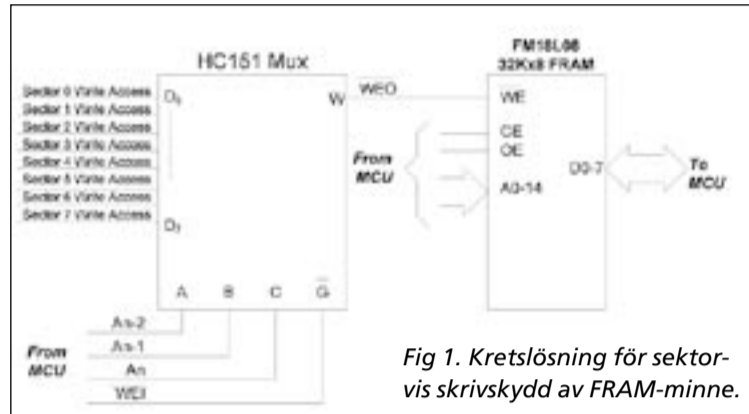 HC151 Mux
FM18L08
32Kx8 FRAM
Sector 0 Write Access
Sector 1 Write Access
Sector 2 Write Access
Sector 3 Write Access
Sector 4 Write Access
Sector 5 Write Access
Sector 6 Write Access
Sector 7 Write Access
D0
D7
W
WEO
WE
CE
OE
A0-14
D0-7
From
MCU
To
MCU
A B C G
From
MCU
An-2
An-1
An
WEI
Fig 1. Kretslösning för sektor-
vis skrivskydd av FRAM-minne.